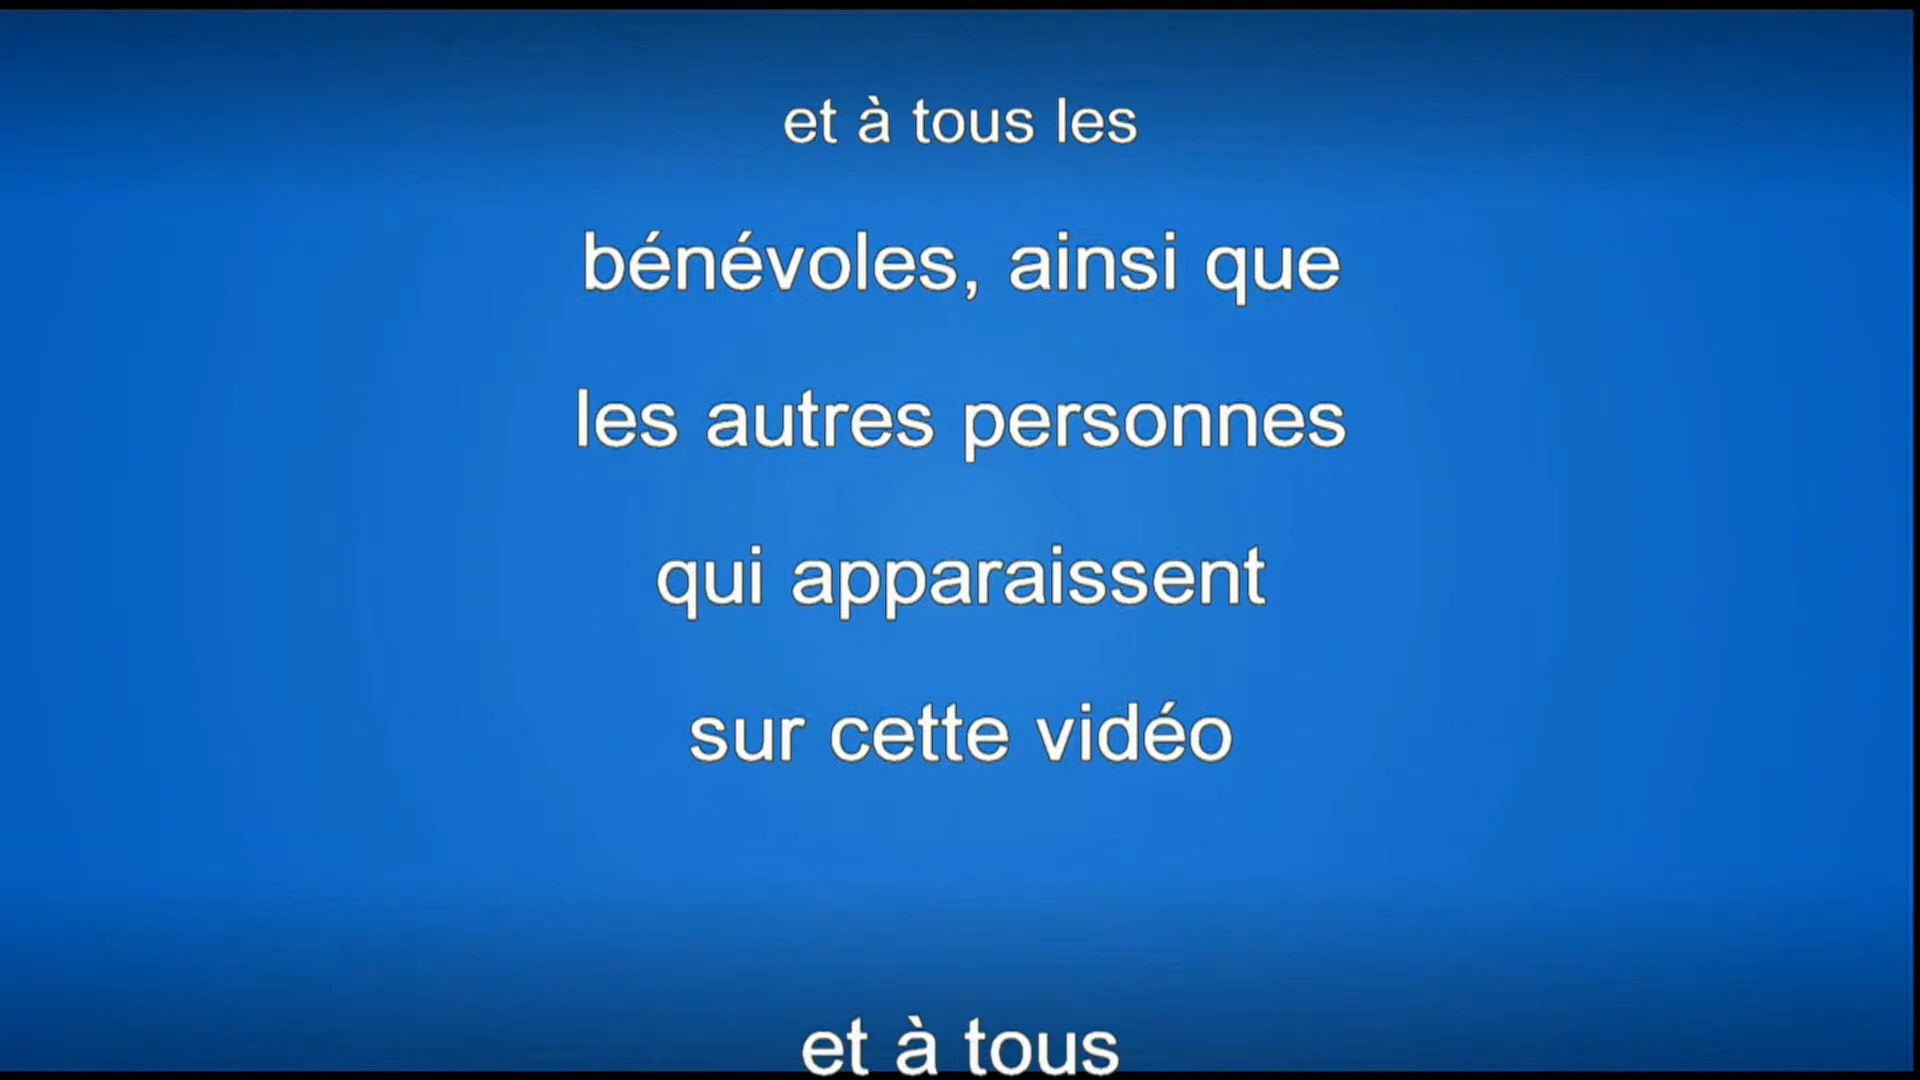 et à tous les
bénévoles, ainsi que
les autres personnes
qui apparaissent
sur cette vidéo
et à tous